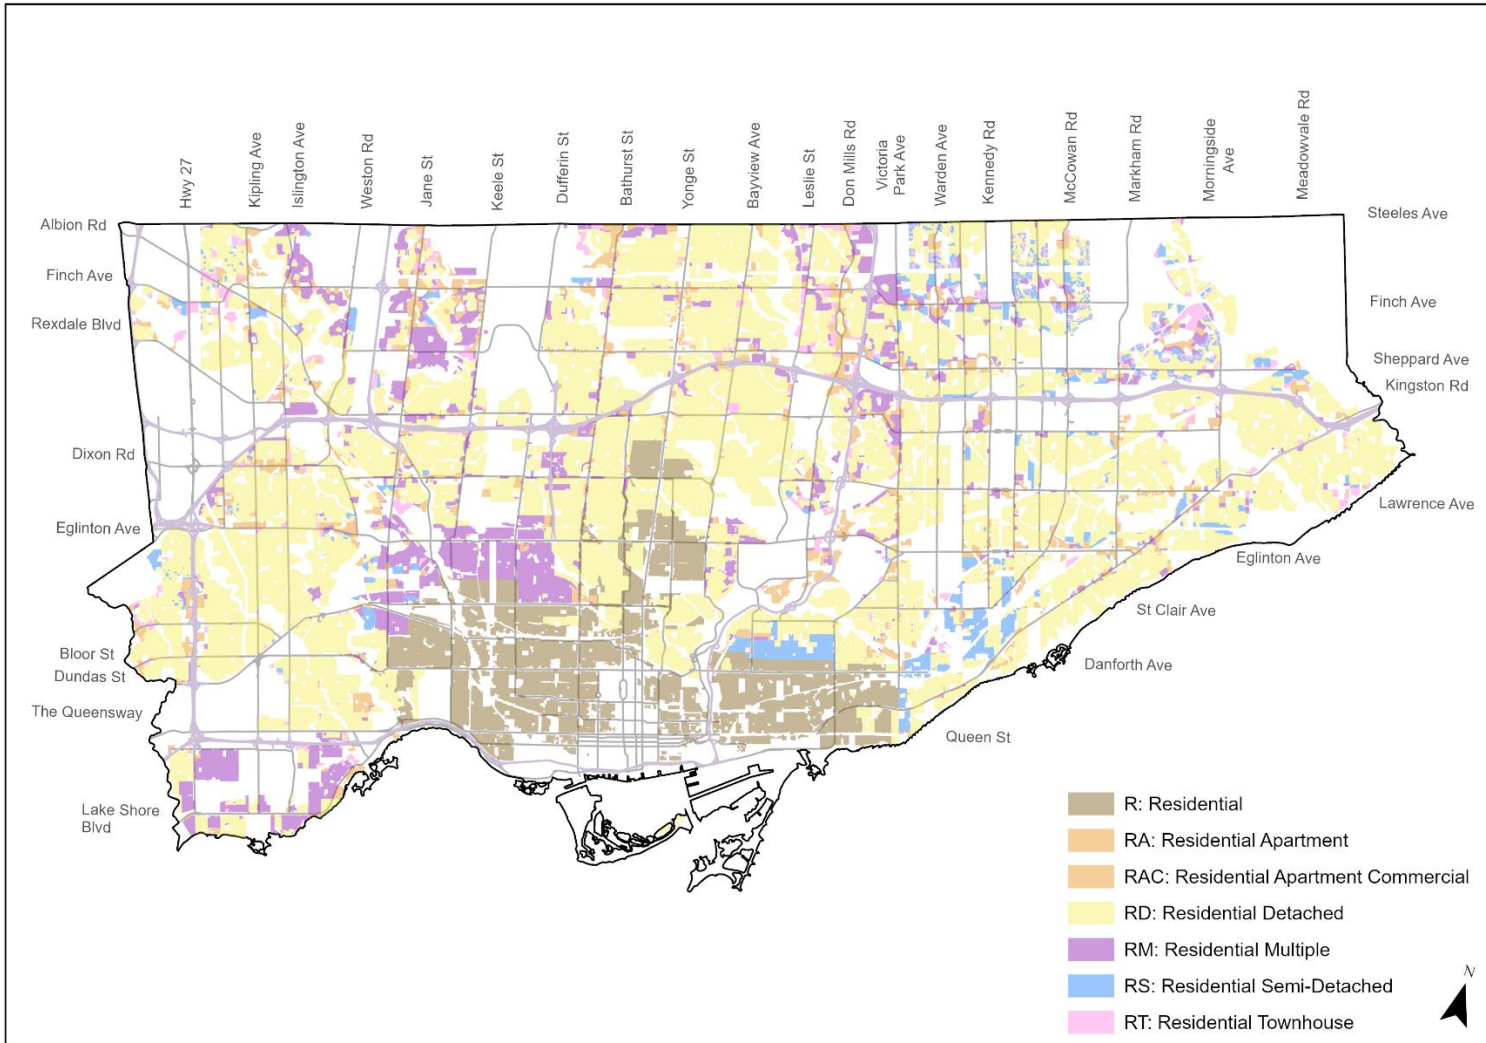 Hwy 27
Kipling Ave
Islington Ave
Weston Rd
Jane St
Keele St
Dufferin St
Bathurst St
Yonge St
Bayview Ave
Leslie St
Don Mills Rd
Victoria
Park Ave
Warden Ave
Kennedy Rd
McCowan Rd
Markham Rd
Morningside
Ave
Meadowvale Rd
Albion Rd
Steeles Ave
Finch Ave
Finch Ave
Rexdale Blvd
Sheppard Ave
Kingston Rd
Dixon Rd
Lawrence Ave
Eglinton Ave
Eglinton Ave
St Clair Ave
Bloor St
Danforth Ave
Dundas St
The Queensway
Queen St
Lake Shore
Blvd
R: Residential
RA: Residential Apartment
RAC: Residential Apartment Commercial
RD: Residential Detached
RM: Residential Multiple
RS: Residential Semi-Detached
RT: Residential Townhouse
N